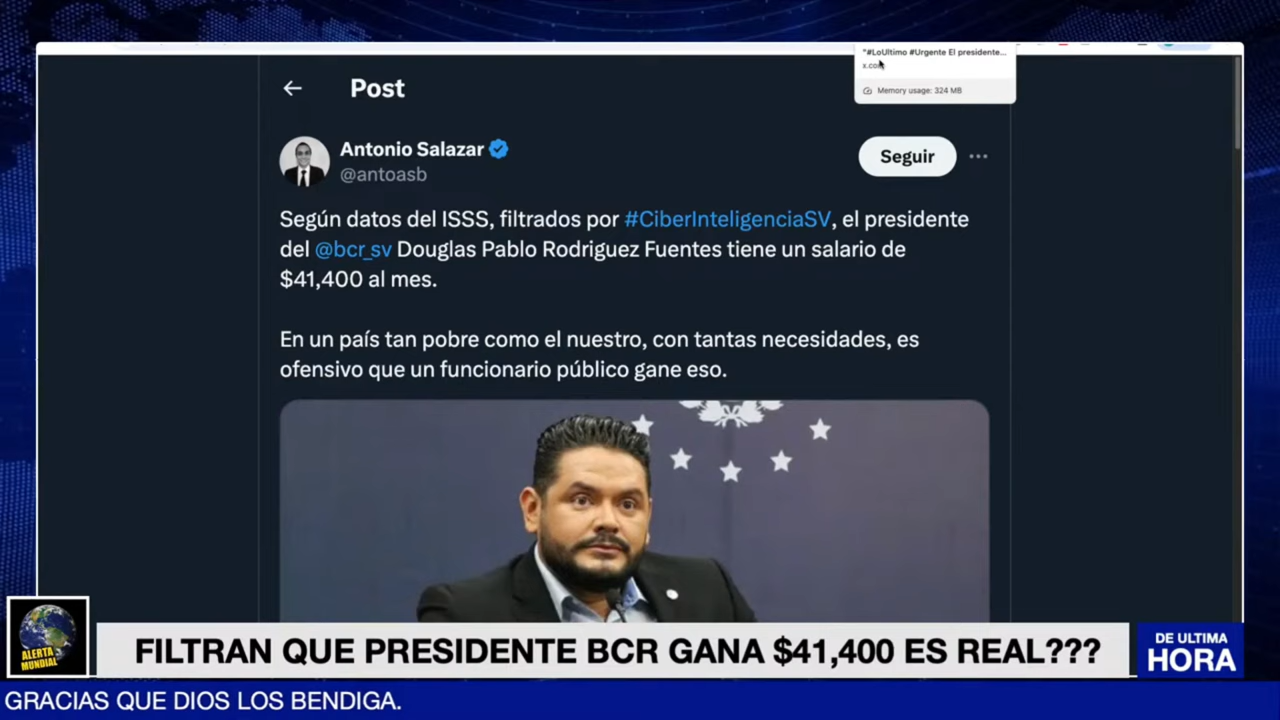 "#LoUltimo #Urgente El presidente...
Memory usage: 324 MB
Post
Antonio Salazar
@antoasb
Seguir
Según datos del ISSS, filtrados por #CiberInteligenciaSV, el presidente
del @bcr_sv Douglas Pablo Rodriguez Fuentes tiene un salario de
$41,400 al mes.
En un país tan pobre como el nuestro, con tantas necesidades, es
ofensivo que un funcionario público gane eso.
ALERTA
MUNDIAL
FILTRAN QUE PRESIDENTE BCR GANA $41,400 ES REAL???
DE ULTIMA
HORA
GRACIAS QUE DIOS LOS BENDIGA.